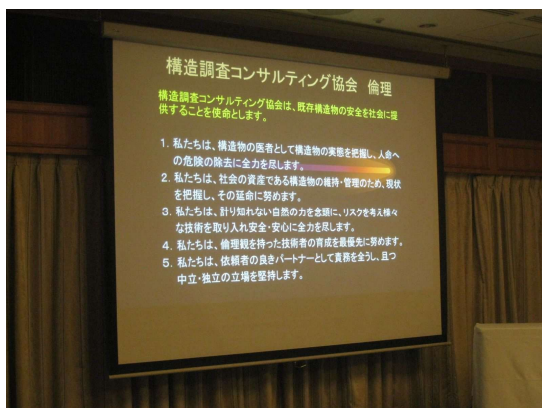 構造調査コンサルティング協会 倫理
構造調査コンサルティング協会は、既存構造物の安全を社会に提
供することを使命とします。
1. 私たちは、構造物の医者として構造物の実態を把握し、人命へ
の危険の除去に全力を尽します。
2. 私たちは、社会の資産である構造物の維持・管理のため、現状
を把握し、その延命に努めます。
3. 私たちは、計り知れない自然の力を念頭に、リスクを考え様々
な技術を取り入れ安全・安心に全力を尽します。
4. 私たちは、倫理観を持った技術者の育成を最優先に努めます。
5. 私たちは、依頼者の良きパートナーとして責務を全うし、且つ
中立・独立の立場を堅持します。